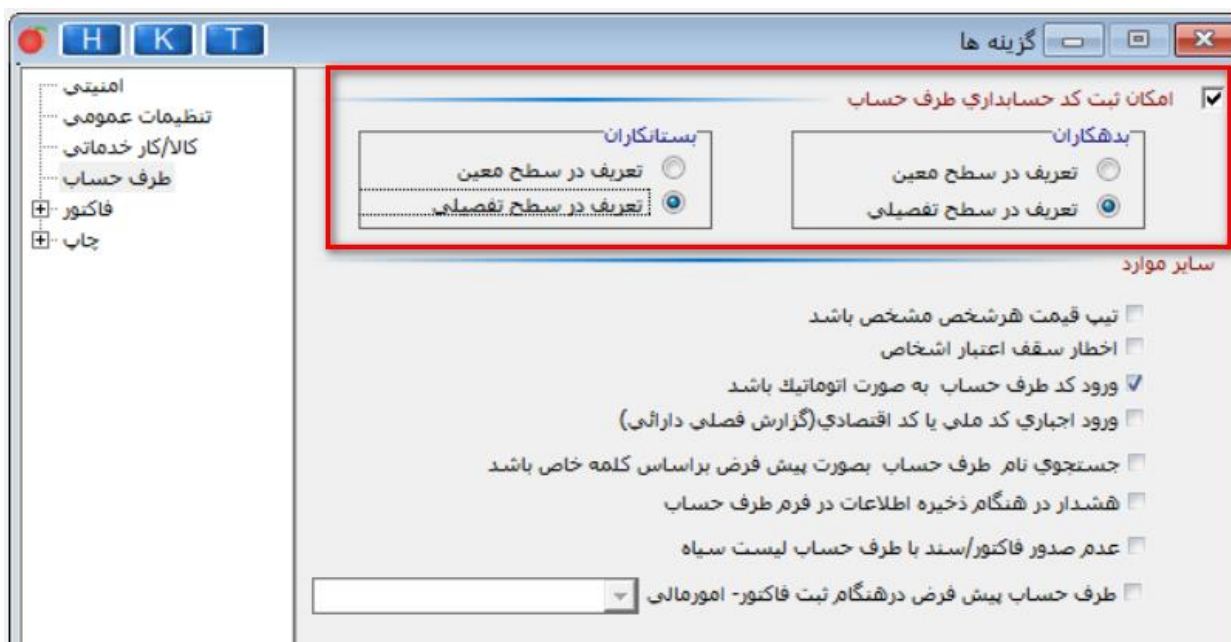 H K T
گزینه ها
امنیتی
تنظیمات عمومی
کالا/کار خدماتی
طرف حساب
فاکتور
چاپ
امکان ثبت کد حسابداري طرف حساب
بدهکاران
تعریف در سطح معین
تعریف در سطح تفصیلی
بستانکاران
تعریف در سطح معین
تعریف در سطح تفصیلی
سایر موارد
تیپ قیمت هرشخص مشخص باشد
اخطار سقف اعتبار اشخاص
ورود کد طرف حساب به صورت اتوماتیك باشد
ورود اجباري کد ملی یا کد اقتصادي(گزارش فصلی دارائی)
جستجوي نام طرف حساب بصورت پیش فرض براساس کلمه خاص باشد
هشدار در هنگام ذخیره اطلاعات در فرم طرف حساب
عدم صدور فاکتور/سند با طرف حساب لیست سیاه
طرف حساب پیش فرض درهنگام ثبت فاکتور- امورمالی